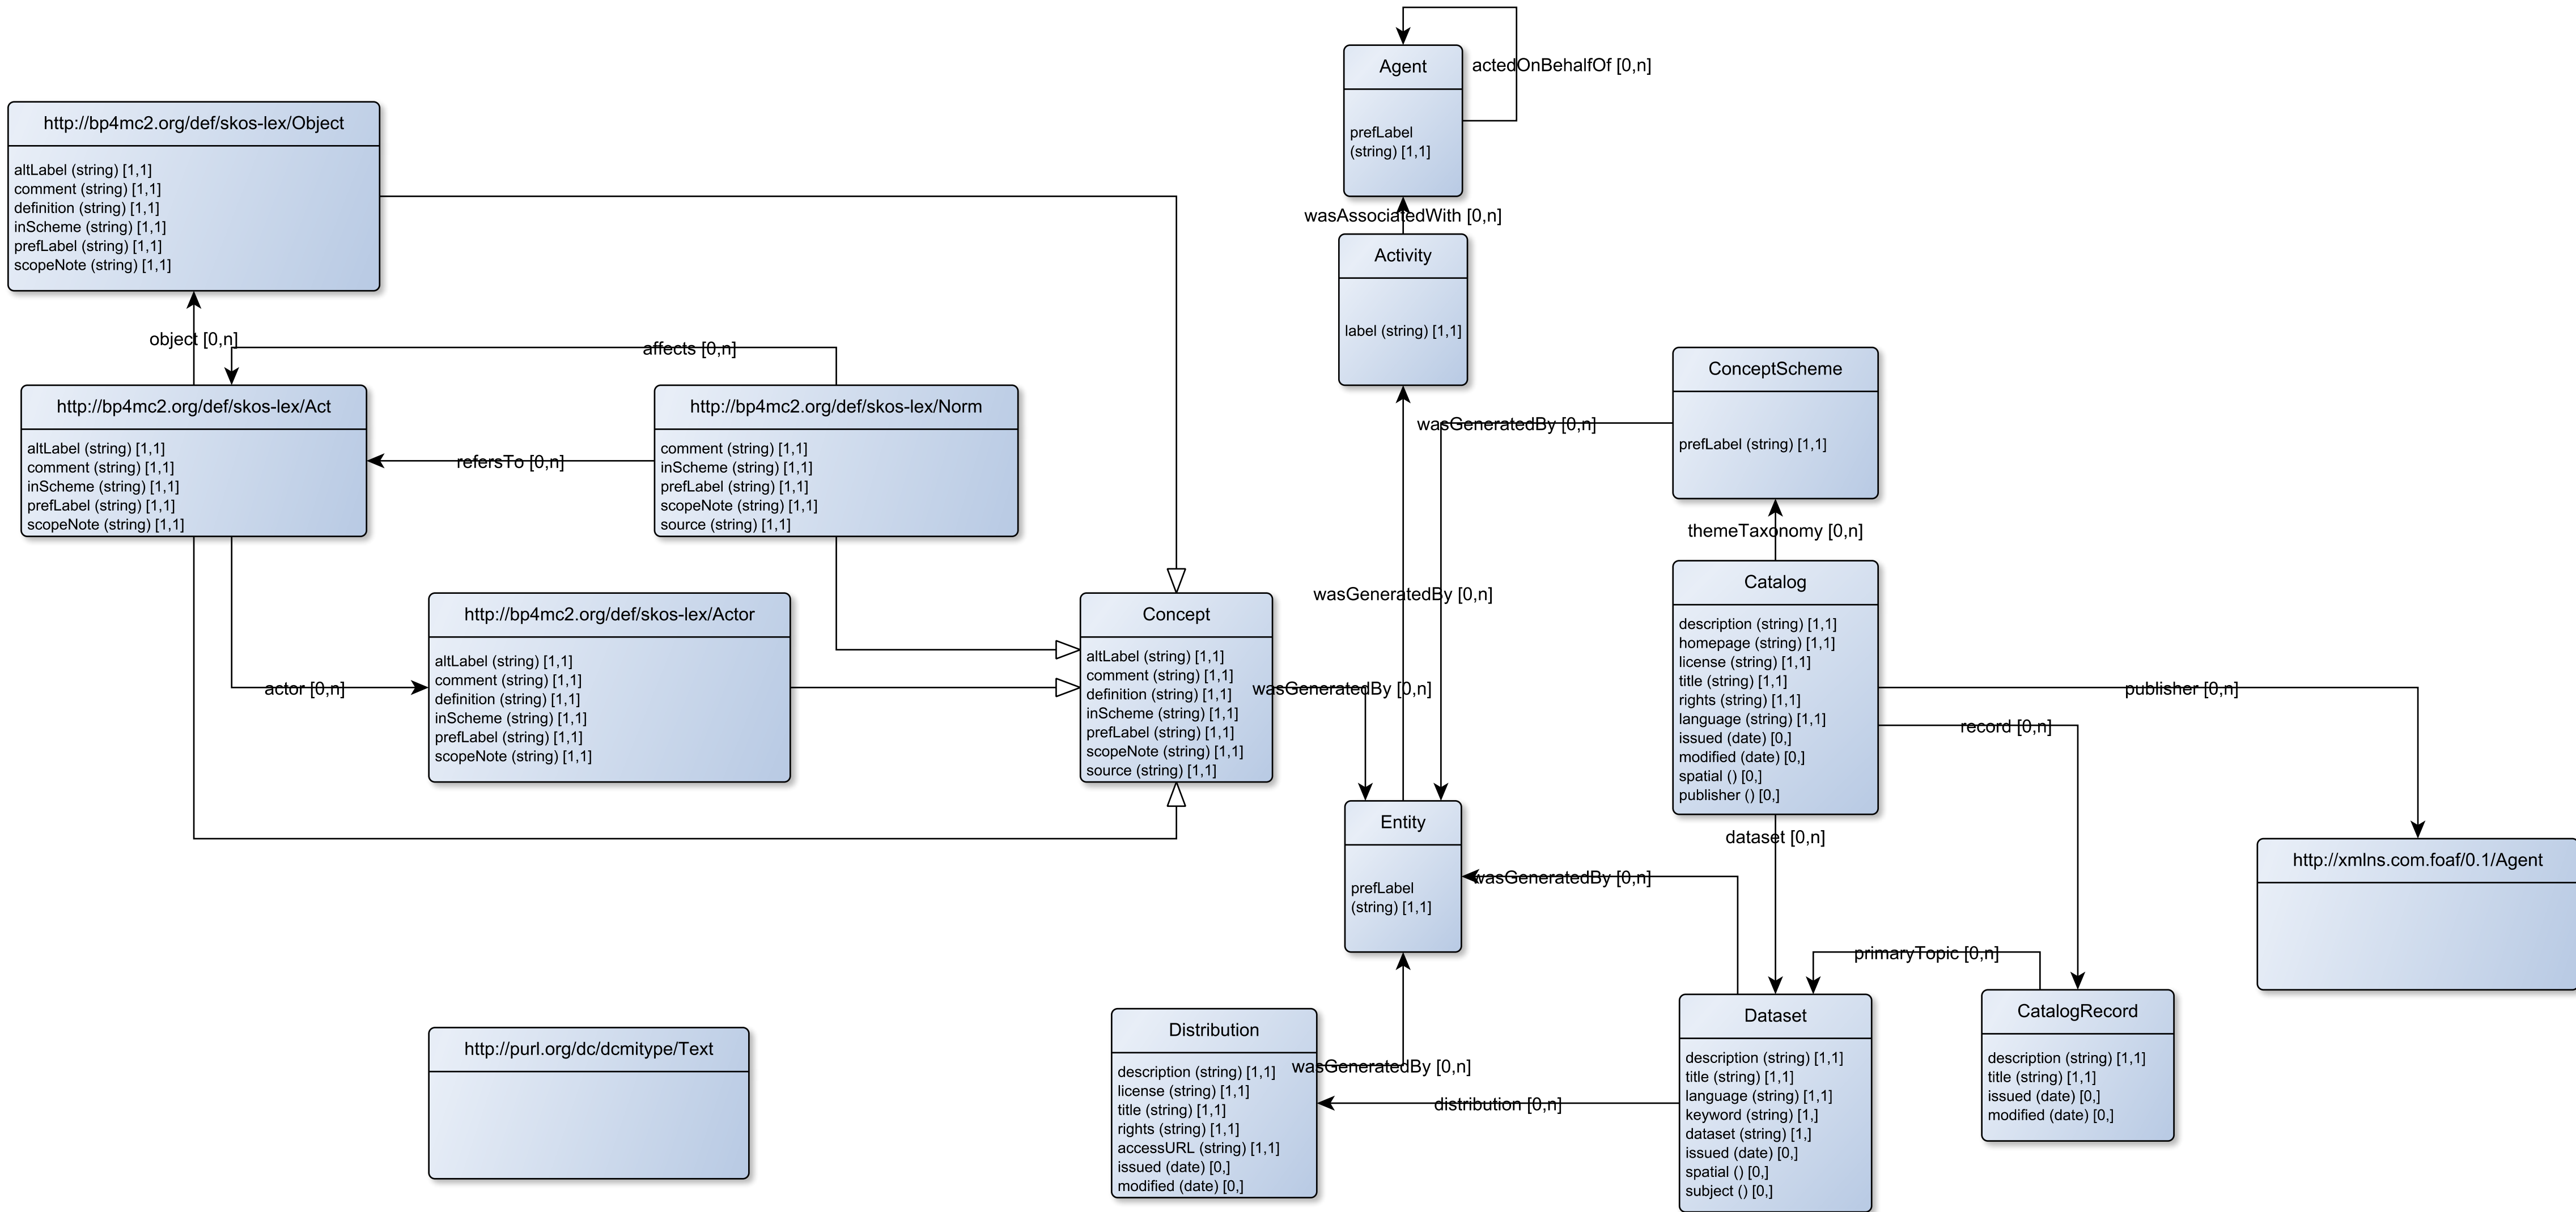 Agent
actedOnBehalfOf [0,n]
prefLabel
(string) [1,1]
wasAssociatedWith [0,n]
Activity
label (string) [1,1]
http://bp4mc2.org/def/skos-lex/Object
altLabel (string) [1,1]
comment (string) [1,1]
definition (string) [1,1]
inScheme (string) [1,1]
prefLabel (string) [1,1]
scopeNote (string) [1,1]
object [0,n]
affects [0,n]
http://bp4mc2.org/def/skos-lex/Act
altLabel (string) [1,1]
comment (string) [1,1]
inScheme (string) [1,1]
prefLabel (string) [1,1]
scopeNote (string) [1,1]
refersTo [0,n]
http://bp4mc2.org/def/skos-lex/Norm
comment (string) [1,1]
inScheme (string) [1,1]
prefLabel (string) [1,1]
scopeNote (string) [1,1]
source (string) [1,1]
actor [0,n]
http://bp4mc2.org/def/skos-lex/Actor
altLabel (string) [1,1]
comment (string) [1,1]
definition (string) [1,1]
inScheme (string) [1,1]
prefLabel (string) [1,1]
scopeNote (string) [1,1]
Concept
altLabel (string) [1,1]
comment (string) [1,1]
definition (string) [1,1]
inScheme (string) [1,1]
prefLabel (string) [1,1]
scopeNote (string) [1,1]
source (string) [1,1]
wasGeneratedBy [0,n]
wasGeneratedBy [0,n]
wasGeneratedBy [0,n]
ConceptScheme
prefLabel (string) [1,1]
themeTaxonomy [0,n]
Catalog
description (string) [1,1]
homepage (string) [1,1]
license (string) [1,1]
title (string) [1,1]
rights (string) [1,1]
language (string) [1,1]
issued (date) [0,]
modified (date) [0,]
spatial () [0,]
publisher () [0,]
publisher [0,n]
record [0,n]
dataset [0,n]
Entity
prefLabel
(string) [1,1]
wasGeneratedBy [0,n]
http://xmlns.com.foaf/0.1/Agent
primaryTopic [0,n]
http://purl.org/dc/dcmitype/Text
Distribution
description (string) [1,1]
license (string) [1,1]
title (string) [1,1]
rights (string) [1,1]
accessURL (string) [1,1]
issued (date) [0,]
modified (date) [0,]
wasGeneratedBy [0,n]
distribution [0,n]
Dataset
description (string) [1,1]
title (string) [1,1]
language (string) [1,1]
keyword (string) [1,]
dataset (string) [1,]
issued (date) [0,]
spatial () [0,]
subject () [0,]
CatalogRecord
description (string) [1,1]
title (string) [1,1]
issued (date) [0,]
modified (date) [0,]